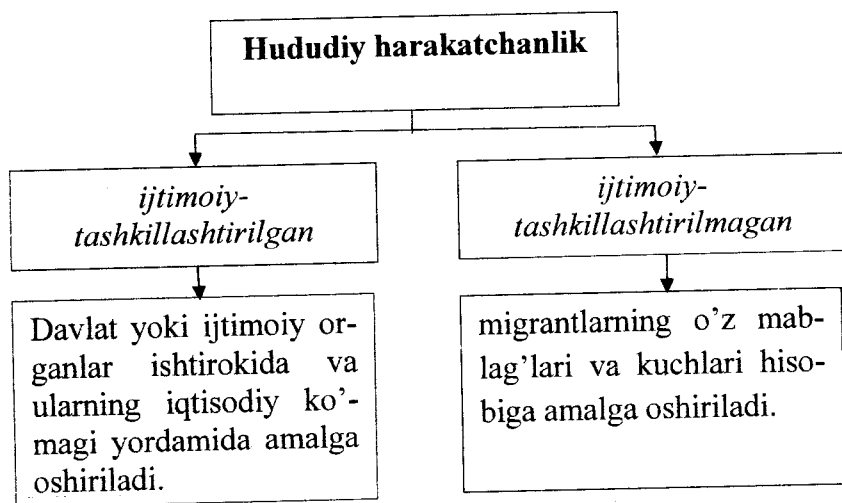 Hududiy harakatchanlik
ijtimoiy-
tashkillashtirilgan
ijtimoiy-
tashkillashtirilmagan
Davlat yoki ijtimoiy or-
ganlar ishtirokida va
ularning iqtisodiy ko’-
magi yordamida amalga
oshiriladi.
migrantlarning o’z mab-
lag’lari va kuchlari hiso-
biga amalga oshiriladi.